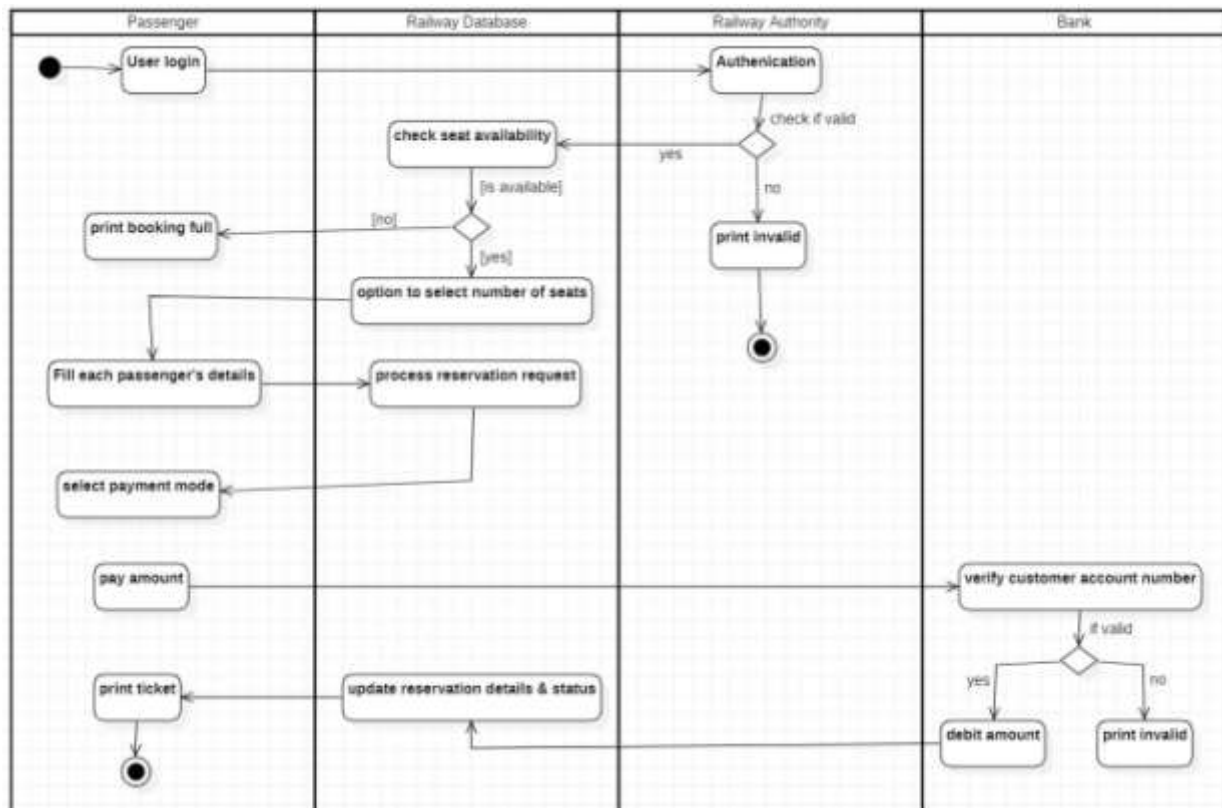 Passenger
Railway Database
Railway Authority
Bank
User login
Authenication
check if valid
check seat availability
yes
[is available]
no
print booking full
[no]
print invalid
[yes]
option to select number of seats
Fill each passenger's details
process reservation request
select payment mode
pay amount
verify customer account number
if valid
print ticket
update reservation details & status
yes
no
debit amount
print invalid